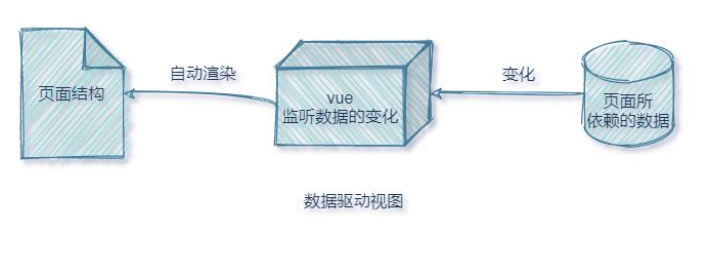 自动渲染
变化
页面结构
vue
监听数据的变化
页面所
依赖的数据
数据驱动视图